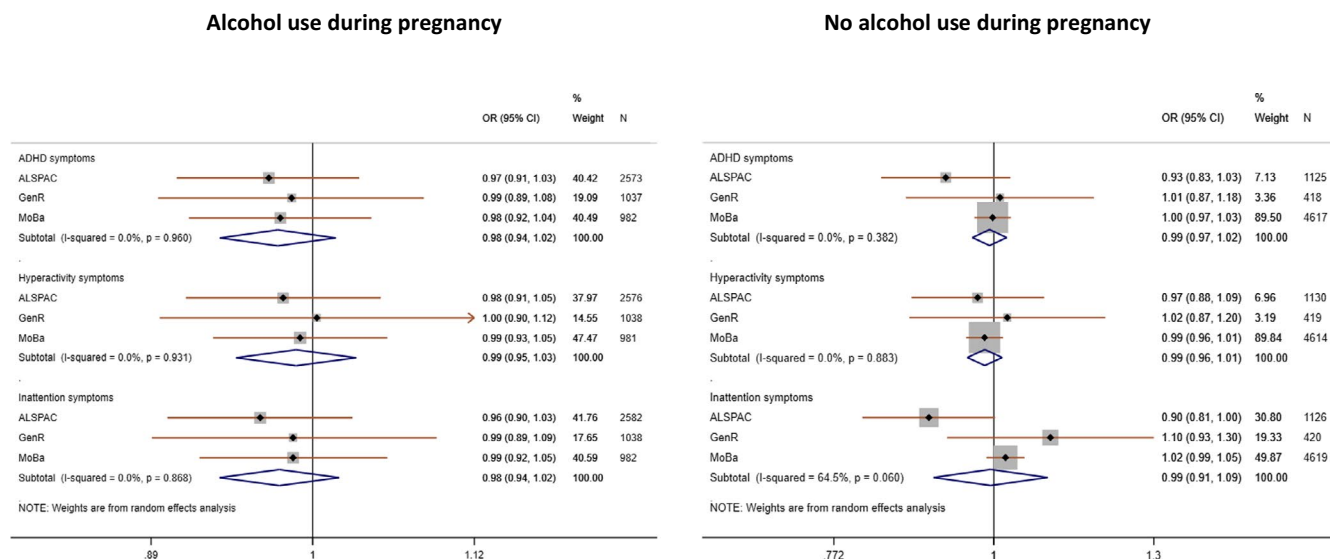 Alcohol use during pregnancy
%
OR (95% CI) Weight N
ADHD symptoms
ALSPAC 0.97 (0.91, 1.03) 40.42 2573
GenR 0.99 (0.89, 1.08) 19.09 1037
MoBa 0.98 (0.92, 1.04) 40.49 982
Subtotal (I-squared = 0.0%, p = 0.960) 0.98 (0.94, 1.02) 100.00
.
Hyperactivity symptoms
ALSPAC 0.98 (0.91, 1.05) 37.97 2576
GenR 1.00 (0.90, 1.12) 14.55 1038
MoBa 0.99 (0.93, 1.05) 47.47 981
Subtotal (I-squared = 0.0%, p = 0.931) 0.99 (0.95, 1.03) 100.00
.
Inattention symptoms
ALSPAC 0.96 (0.90, 1.03) 41.76 2582
GenR 0.99 (0.89, 1.09) 17.65 1038
MoBa 0.99 (0.92, 1.05) 40.59 982
Subtotal (I-squared = 0.0%, p = 0.868) 0.98 (0.94, 1.02) 100.00
.
NOTE: Weights are from random effects analysis
.89 1 1.12
No alcohol use during pregnancy
%
OR (95% CI) Weight N
ADHD symptoms
ALSPAC 0.93 (0.83, 1.03) 7.13 1125
GenR 1.01 (0.87, 1.18) 3.36 418
MoBa 1.00 (0.97, 1.03) 89.50 4617
Subtotal (I-squared = 0.0%, p = 0.382) 0.99 (0.97, 1.02) 100.00
.
Hyperactivity symptoms
ALSPAC 0.97 (0.88, 1.09) 6.96 1130
GenR 1.02 (0.87, 1.20) 3.19 419
MoBa 0.99 (0.96, 1.01) 89.84 4614
Subtotal (I-squared = 0.0%, p = 0.883) 0.99 (0.96, 1.01) 100.00
.
Inattention symptoms
ALSPAC 0.90 (0.81, 1.00) 30.80 1126
GenR 1.10 (0.93, 1.30) 19.33 420
MoBa 1.02 (0.99, 1.05) 49.87 4619
Subtotal (I-squared = 64.5%, p = 0.060) 0.99 (0.91, 1.09) 100.00
.
NOTE: Weights are from random effects analysis
.772 1 1.3